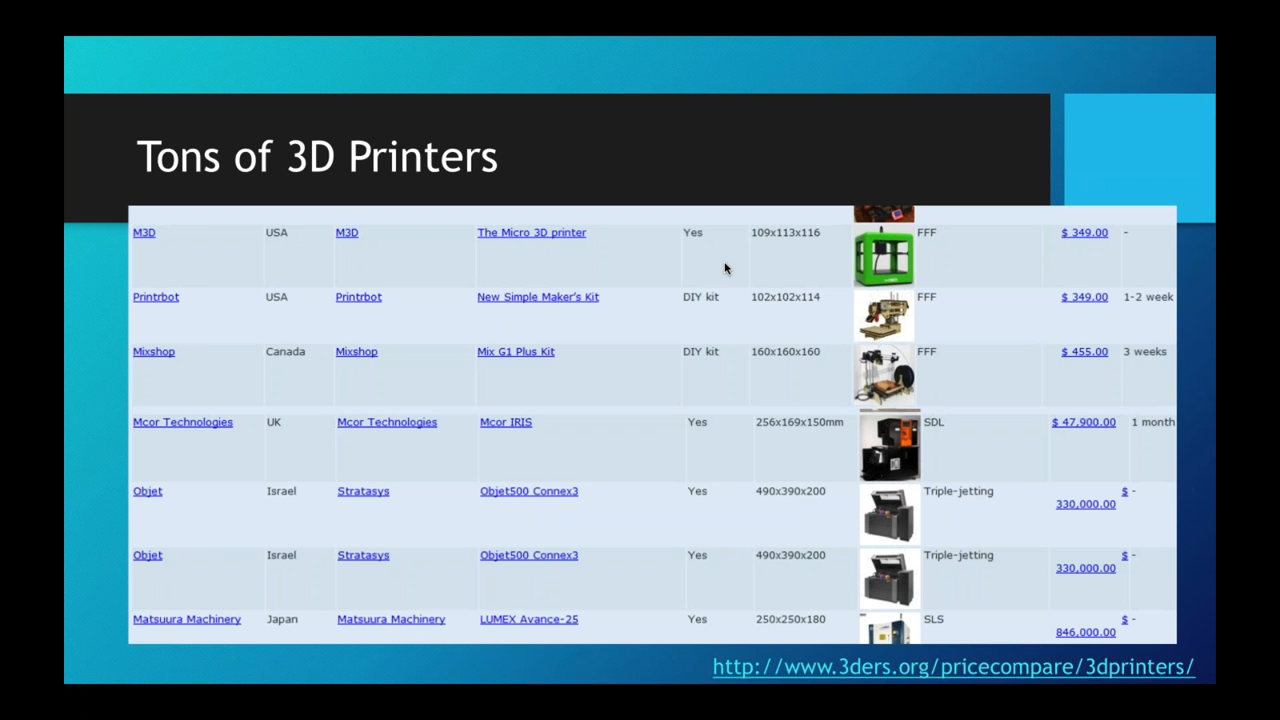 Tons of 3D Printers
M3D USA M3D The Micro 3D printer Yes 109x113x116 FFF $ 349.00 -
Printrbot USA Printrbot New Simple Maker's Kit DIY kit 102x102x114 FFF $ 349.00 1-2 week
Mixshop Canada Mixshop Mix G1 Plus Kit DIY kit 160x160x160 FFF $ 455.00 3 weeks
Mcor Technologies UK Mcor Technologies Mcor IRIS Yes 256x169x150mm SDL $ 47,900.00 1 month
Objet Israel Stratasys Objet500 Connex3 Yes 490x390x200 Triple-jetting $ -
330,000.00
Objet Israel Stratasys Objet500 Connex3 Yes 490x390x200 Triple-jetting $ -
330,000.00
Matsuura Machinery Japan Matsuura Machinery LUMEX Avance-25 Yes 250x250x180 SLS $ -
846,000.00
http://www.3ders.org/pricecompare/3dprinters/